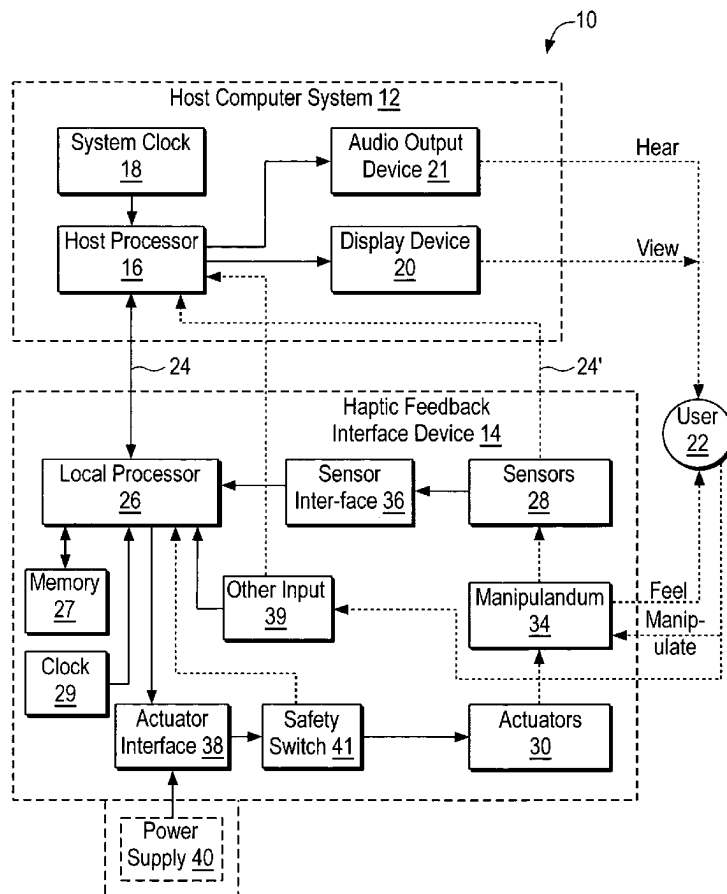 10
Host Computer System 12
System Clock
18
Audio Output
Device 21
Hear
Host Processor
16
Display Device
20
View
24
24'
Haptic Feedback
Interface Device 14
User
22
Local Processor
26
Sensor
Inter-face 36
Sensors
28
Memory
27
Other Input
39
Manipulandum
34
Feel
Manip-
ulate
Clock
29
Actuator
Interface 38
Safety
Switch 41
Actuators
30
Power
Supply 40